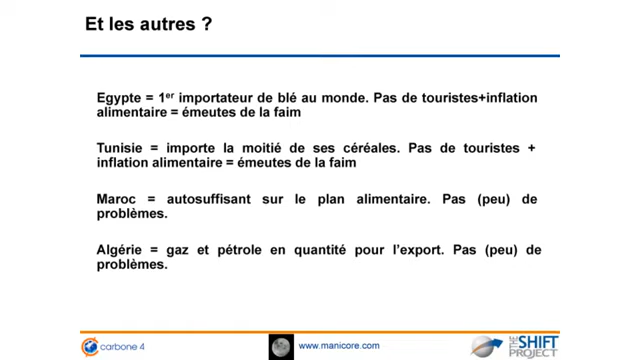 Et les autres ?
Egypte = 1er importateur de blé au monde. Pas de touristes+inflation
alimentaire = émeutes de la faim
Tunisie = importe la moitié de ses céréales. Pas de touristes +
inflation alimentaire = émeutes de la faim
Maroc = autosuffisant sur le plan alimentaire. Pas (peu) de
problèmes.
Algérie = gaz et pétrole en quantité pour l'export. Pas (peu) de
problèmes.
carbone 4
www.manicore.com
THE SHIFT
PROJECT